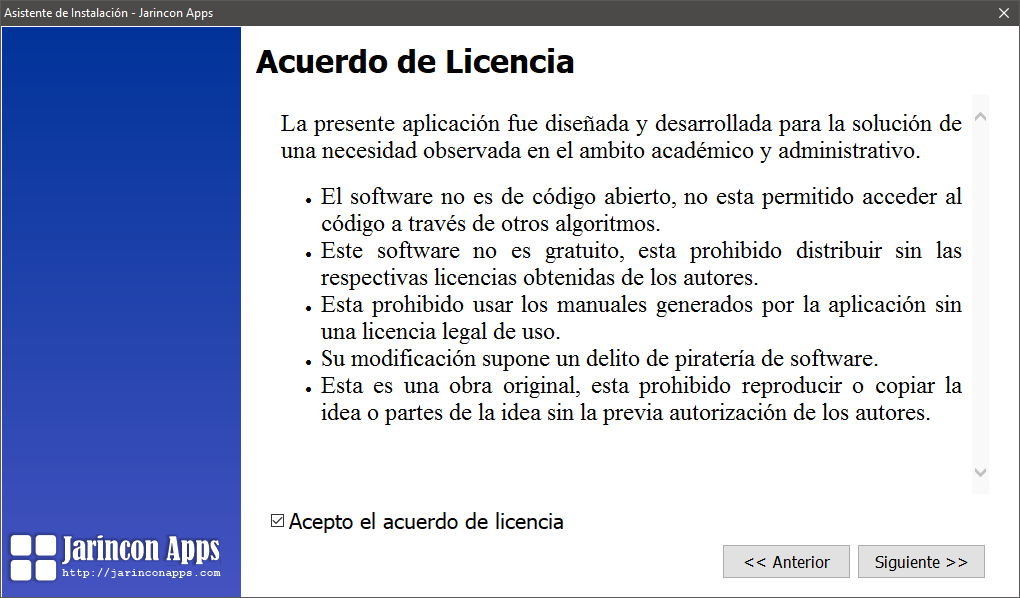 Asistente de Instalación - Jarincon Apps
Acuerdo de Licencia
La presente aplicación fue diseñada y desarrollada para la solución de
una necesidad observada en el ambito académico y administrativo.
• El software no es de código abierto, no esta permitido acceder al
código a través de otros algoritmos.
• Este software no es gratuito, esta prohibido distribuir sin las
respectivas licencias obtenidas de los autores.
• Esta prohibido usar los manuales generados por la aplicación sin
una licencia legal de uso.
• Su modificación supone un delito de piratería de software.
• Esta es una obra original, esta prohibido reproducir o copiar la
idea o partes de la idea sin la previa autorización de los autores.
Acepto el acuerdo de licencia
Jarincon Apps
http://jarinconapps.com
<< Anterior
Siguiente >>